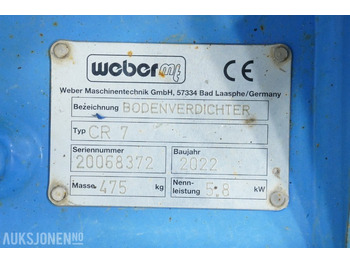 weber mt
CE
Weber Maschinentechnik GmbH, 57334 Bad Laasphe/Germany
Bezeichnung BODENVERDICHTER
Typ CR 7
Seriennummer Baujahr
20068372 2022
Masse 475 kg Nenn-leistung 5.8 kW
AUKSJONEN.NO